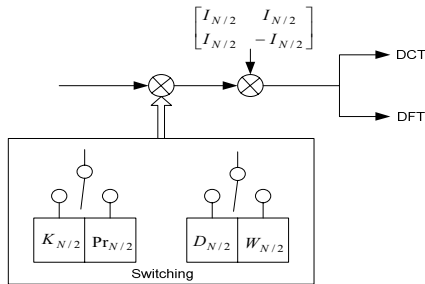 [I_{N/2} I_{N/2}
I_{N/2} -I_{N/2}]
DCT
DFT
K_{N/2} Pr_{N/2} D_{N/2} W_{N/2}
Switching